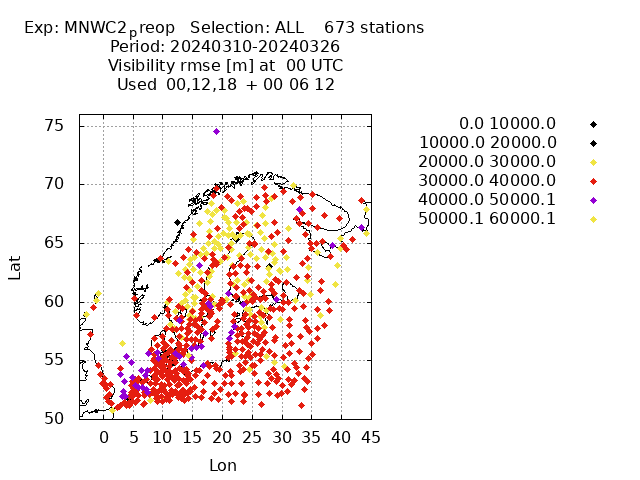 Exp: MNWC2preop Selection: ALL 673 stations
Period: 20240310-20240326
Visibility rmse [m] at 00 UTC
Used 00,12,18 + 00 06 12
0.0 10000.0
10000.0 20000.0
20000.0 30000.0
30000.0 40000.0
40000.0 50000.1
50000.1 60000.1
75
70
65
60
55
50
Lat
0 5 10 15 20 25 30 35 40 45
Lon